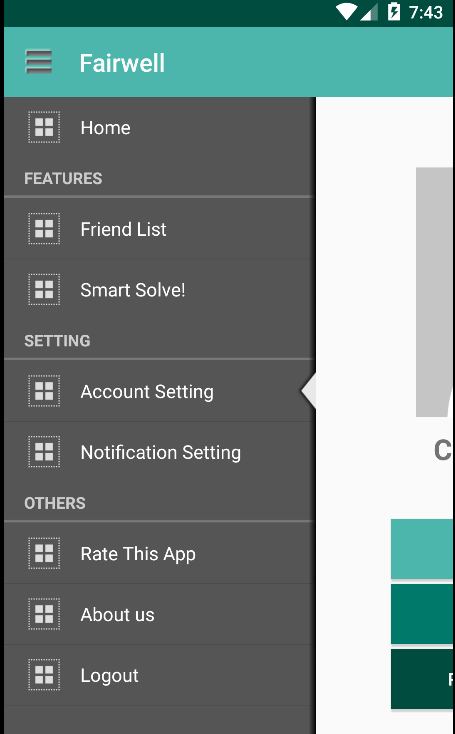 7:43
Fairwell
Home
FEATURES
Friend List
Smart Solve!
SETTING
Account Setting
C
Notification Setting
OTHERS
Rate This App
About us
Logout